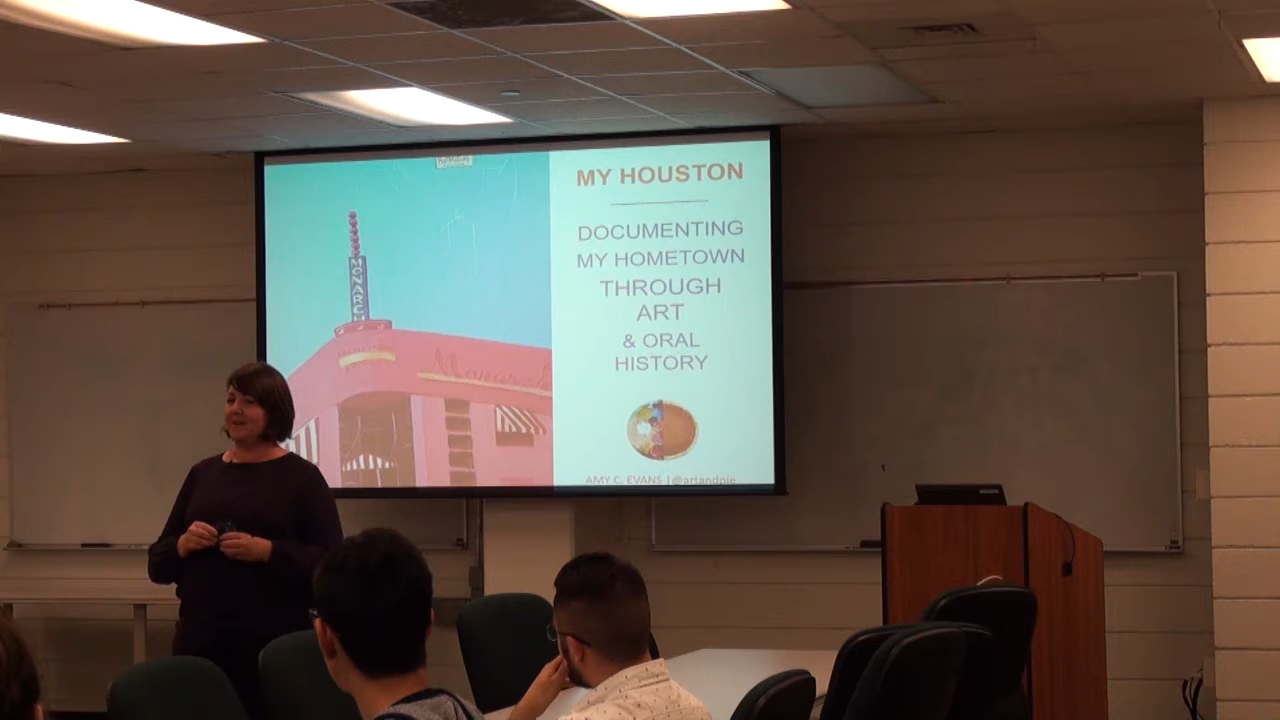 MONARCH
Monarch
MY HOUSTON
DOCUMENTING
MY HOMETOWN
THROUGH
ART
& ORAL
HISTORY
AMY C. EVANS | @artandpie